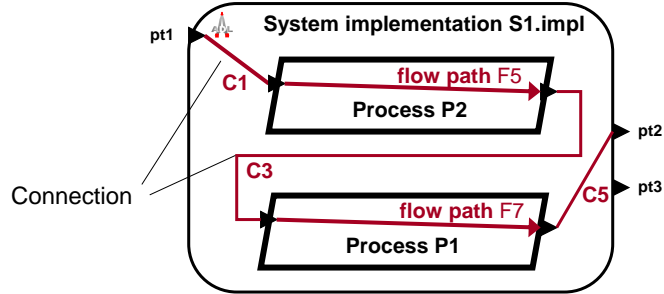 System implementation S1.impl
pt1
C1
flow path F5
Process P2
pt2
C3
Connection
C5
pt3
flow path F7
Process P1